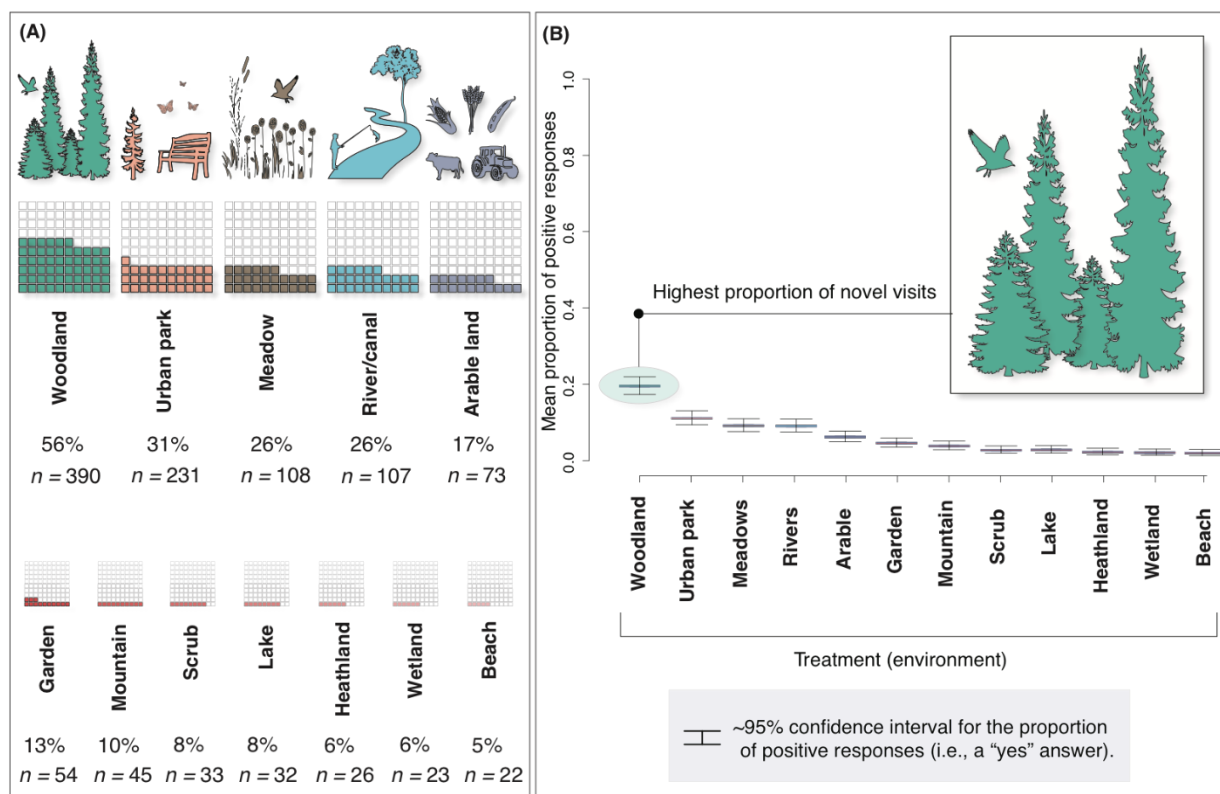 (A)
Woodland
Urban park
Meadow
River/canal
Arable land
56%
31%
26%
26%
17%
n = 390
n = 231
n = 108
n = 107
n = 73
Garden
Mountain
Scrub
Lake
Heathland
Wetland
Beach
13%
10%
8%
8%
6%
6%
5%
n = 54
n = 45
n = 33
n = 32
n = 26
n = 23
n = 22
(B)
Mean proportion of positive responses
1.0
0.8
0.6
0.4
0.2
0.0
Highest proportion of novel visits
Woodland
Urban park
Meadows
Rivers
Arable
Garden
Mountain
Scrub
Lake
Heathland
Wetland
Beach
Treatment (environment)
~95% confidence interval for the proportion
of positive responses (i.e., a “yes” answer).